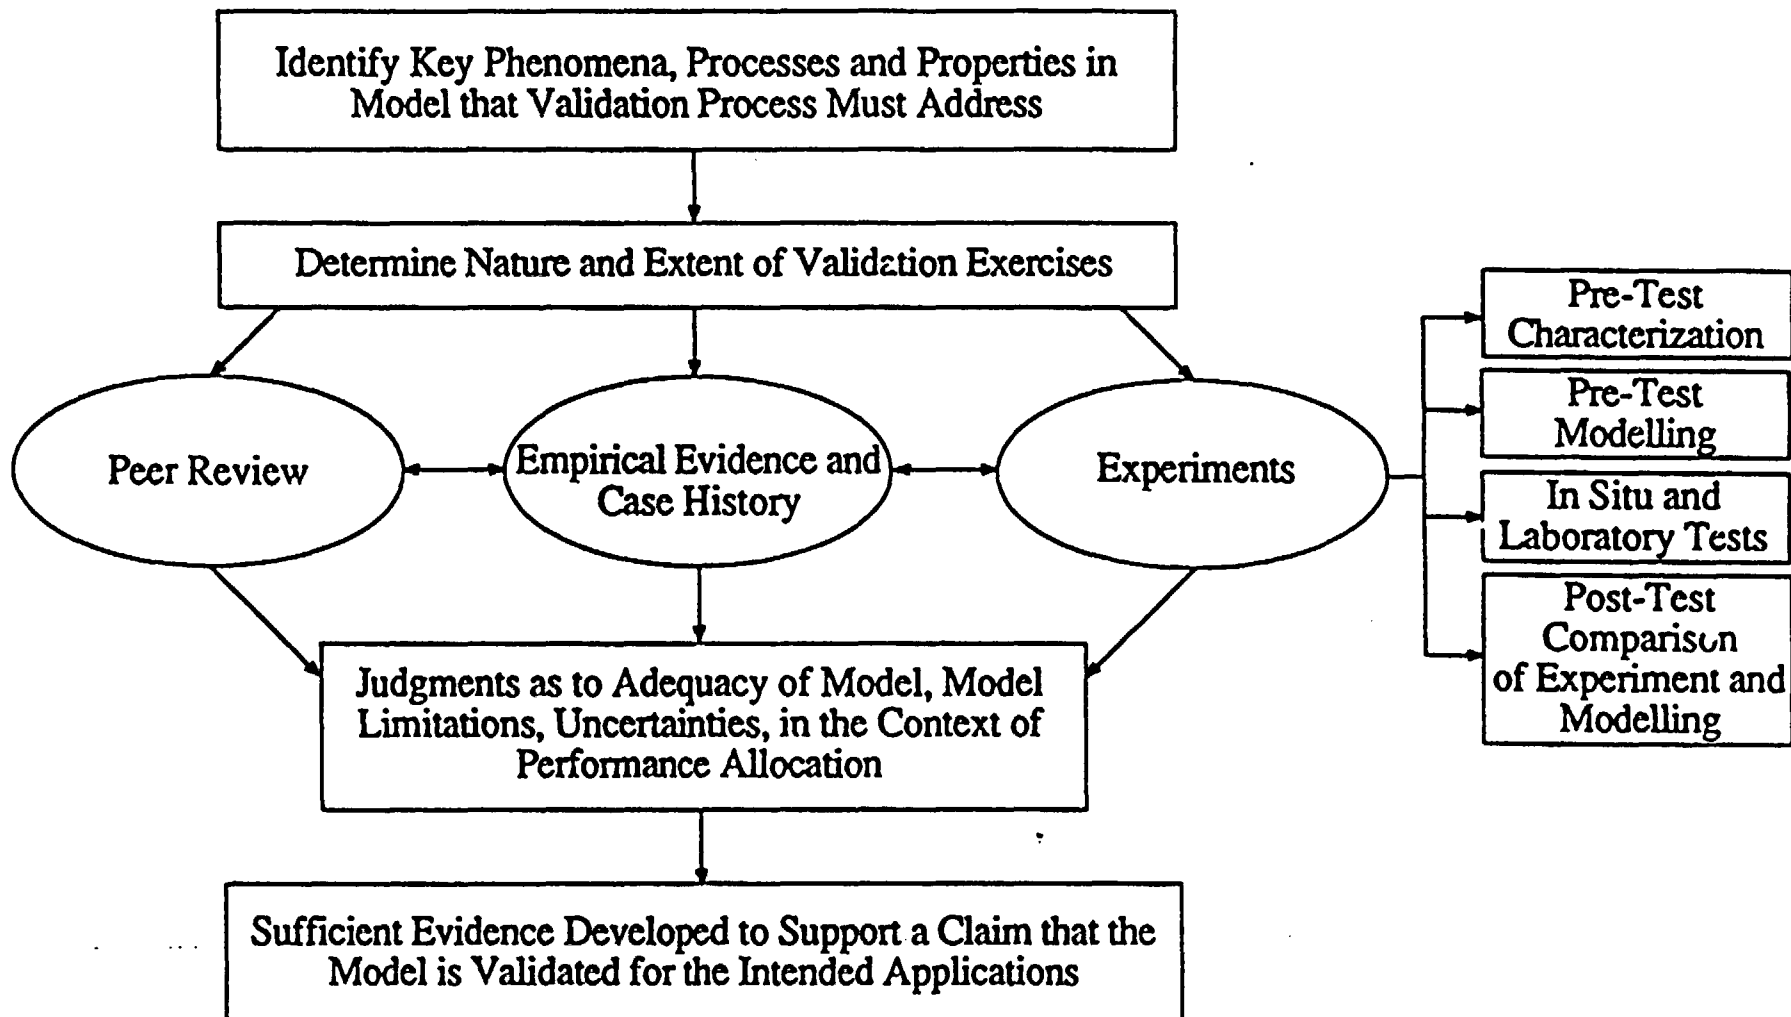 Identify Key Phenomena, Processes and Properties in
Model that Validation Process Must Address
Determine Nature and Extent of Validation Exercises
Peer Review
Empirical Evidence and
Case History
Experiments
Pre-Test
Characterization
Pre-Test
Modelling
In Situ and
Laboratory Tests
Post-Test
Comparison
of Experiment and
Modelling
Judgments as to Adequacy of Model, Model
Limitations, Uncertainties, in the Context of
Performance Allocation
Sufficient Evidence Developed to Support a Claim that the
Model is Validated for the Intended Applications